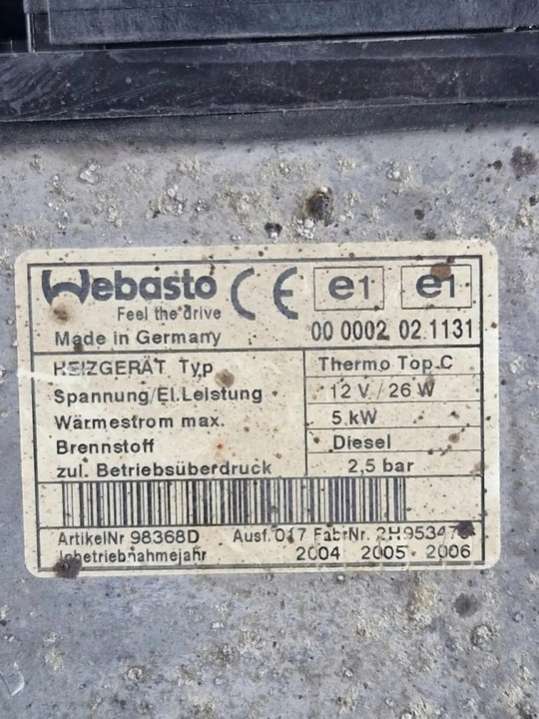 Webasto CE e1 e1
Feel the drive
Made in Germany 00 0002 02 1131
HEIZGERÄT Typ Thermo Top C
Spannung/El.Leistung 12 V / 26 W
Wärmestrom max. 5 kW
Brennstoff Diesel
zul. Betriebsüberdruck 2,5 bar
ArtikelNr 98368D Ausf. 017 FabrNr.
Inbetriebnahmejahr 2004 2005 2006